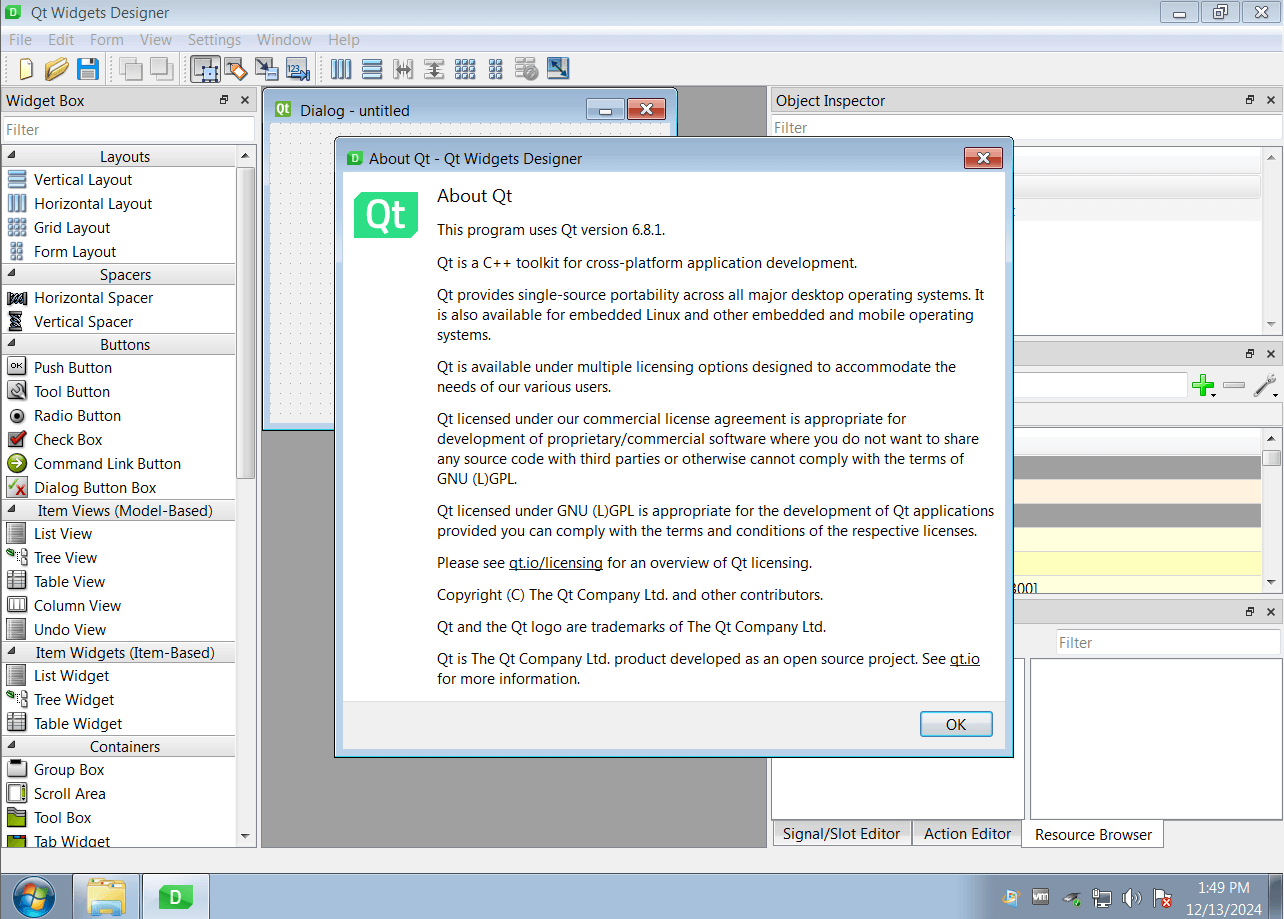 Qt Widgets Designer
File Edit Form View Settings Window Help
Widget Box
Filter
Layouts
Vertical Layout
Horizontal Layout
Grid Layout
Form Layout
Spacers
Horizontal Spacer
Vertical Spacer
Buttons
OK
Push Button
Tool Button
Radio Button
Check Box
Command Link Button
Dialog Button Box
Item Views (Model-Based)
List View
Tree View
Table View
Column View
Undo View
Item Widgets (Item-Based)
List Widget
Tree Widget
Table Widget
Containers
Group Box
Scroll Area
Tool Box
Tab Widget
Qt Dialog - untitled
Object Inspector
Filter
About Qt - Qt Widgets Designer
Qt
About Qt
This program uses Qt version 6.8.1.
Qt is a C++ toolkit for cross-platform application development.
Qt provides single-source portability across all major desktop operating systems. It
is also available for embedded Linux and other embedded and mobile operating
systems.
Qt is available under multiple licensing options designed to accommodate the
needs of our various users.
Qt licensed under our commercial license agreement is appropriate for
development of proprietary/commercial software where you do not want to share
any source code with third parties or otherwise cannot comply with the terms of
GNU (L)GPL.
Qt licensed under GNU (L)GPL is appropriate for the development of Qt applications
provided you can comply with the terms and conditions of the respective licenses.
Please see qt.io/licensing for an overview of Qt licensing.
Copyright (C) The Qt Company Ltd. and other contributors.
Qt and the Qt logo are trademarks of The Qt Company Ltd.
Qt is The Qt Company Ltd. product developed as an open source project. See qt.io
for more information.
OK
300]
Filter
Signal/Slot Editor
Action Editor
Resource Browser
D
vm
1:49 PM
12/13/2024